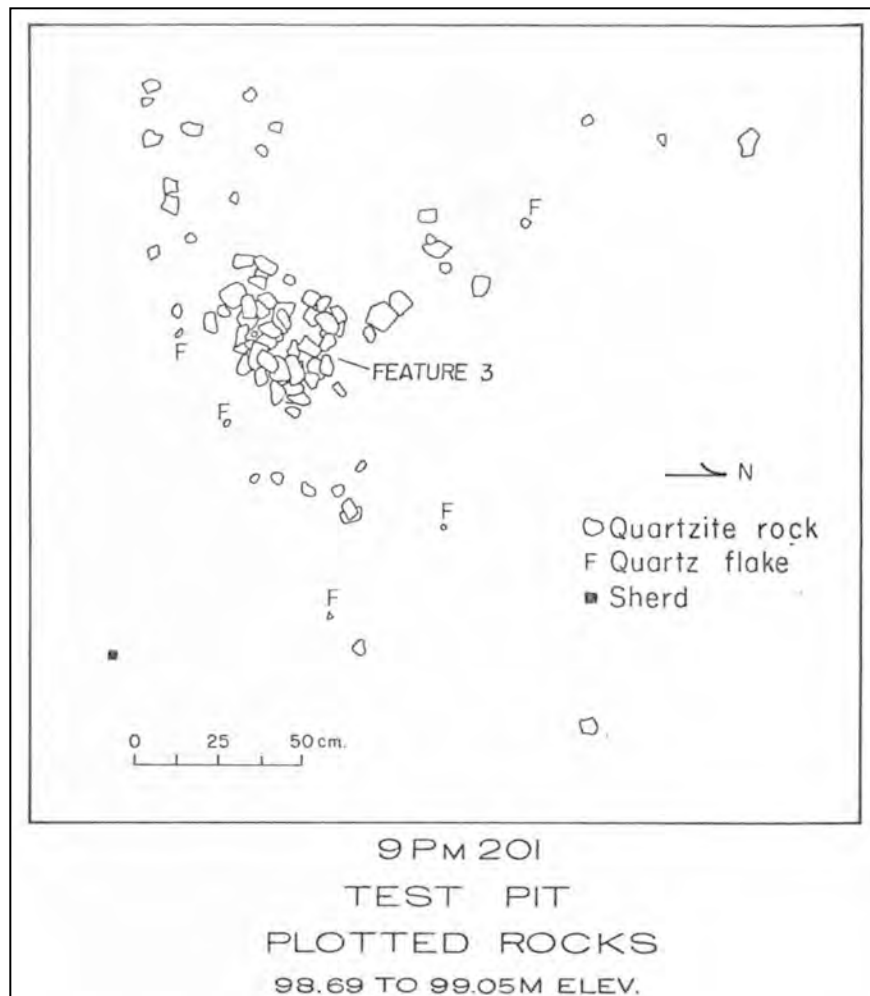 F
F
FEATURE 3
F
N
F
Quartzite rock
F Quartz flake
Sherd
F
0 25 50 cm.
9PM201
TEST PIT
PLOTTED ROCKS
98.69 TO 99.05M ELEV.